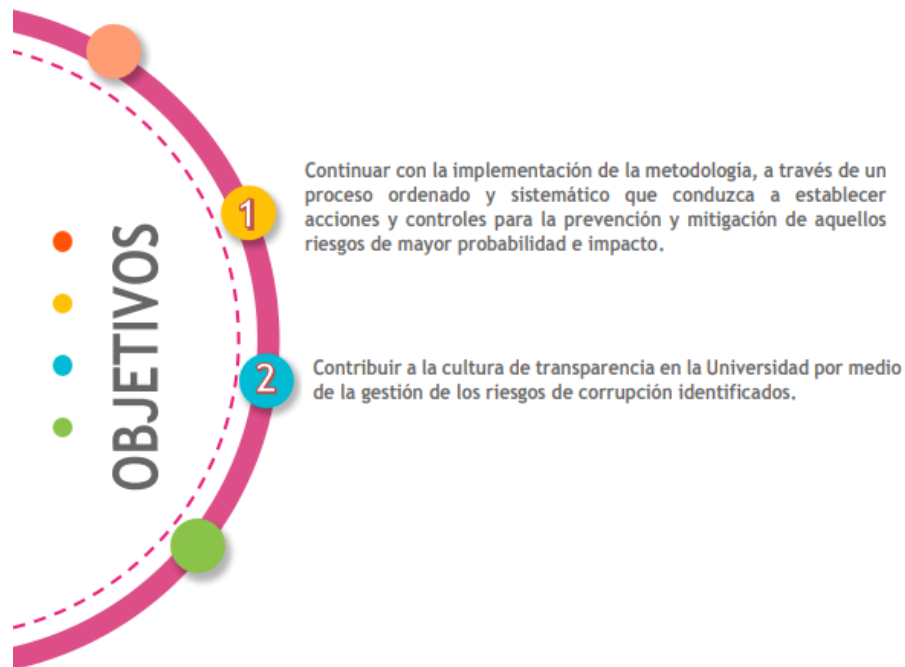 OBJETIVOS
1
Continuar con la implementación de la metodología, a través de un
proceso ordenado y sistemático que conduzca a establecer
acciones y controles para la prevención y mitigación de aquellos
riesgos de mayor probabilidad e impacto.
2
Contribuir a la cultura de transparencia en la Universidad por medio
de la gestión de los riesgos de corrupción identificados.